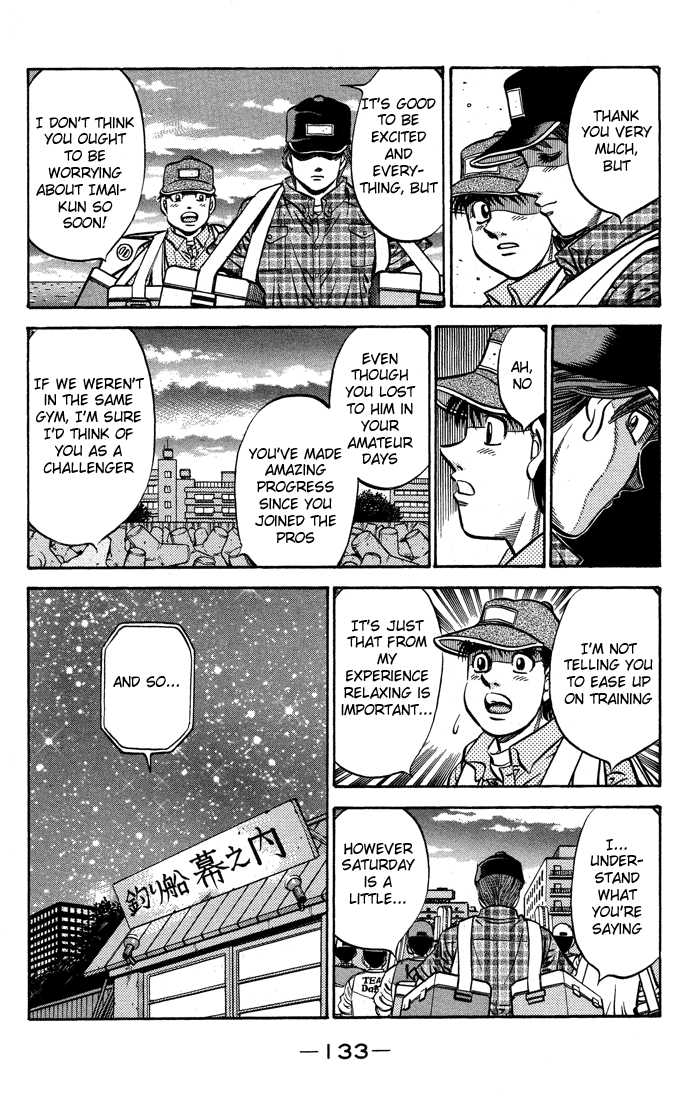 THANK
YOU VERY
MUCH,
BUT
IT'S GOOD
TO BE
EXCITED
AND
EVERY-
THING, BUT
I DON'T THINK
YOU OUGHT
TO BE
WORRYING
ABOUT IMAI-
KUN SO
SOON!
AH,
NO
EVEN
THOUGH
YOU LOST
TO HIM IN
YOUR
AMATEUR
DAYS
YOU'VE MADE
AMAZING
PROGRESS
SINCE YOU
JOINED THE
PROS
IF WE WEREN'T
IN THE SAME
GYM, I'M SURE
I'D THINK OF
YOU AS A
CHALLENGER
I'M NOT
TELLING YOU
TO EASE UP
ON TRAINING
IT'S JUST
THAT FROM
MY
EXPERIENCE
RELAXING IS
IMPORTANT...
I...
UNDER-
STAND
WHAT
YOU'RE
SAYING
HOWEVER
SATURDAY
IS A
LITTLE...
TEA
AND SO...
釣り船 幕之内
—133—